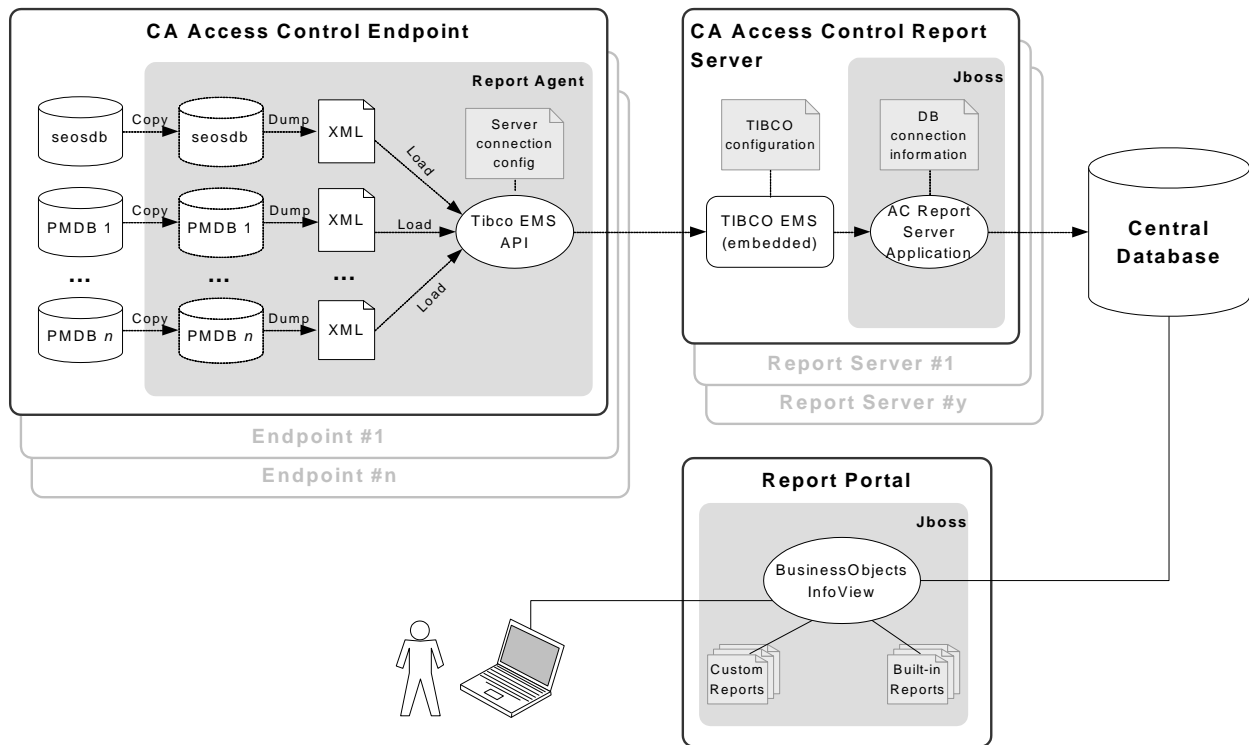 CA Access Control Endpoint
Report Agent
seosdb
Copy
seosdb
Dump
XML
Load
Server
connection
config
PMDB 1
Copy
PMDB 1
Dump
XML
Load
Tibco EMS
API
...
...
...
PMDB n
Copy
PMDB n
Dump
XML
Load
Endpoint #1
Endpoint #n
CA Access Control Report
Server
Jboss
TIBCO
configuration
DB
connection
information
TIBCO EMS
(embedded)
AC Report
Server
Application
Report Server #1
Report Server #y
Central
Database
Report Portal
Jboss
BusinessObjects
InfoView
Custom
Reports
Built-in
Reports